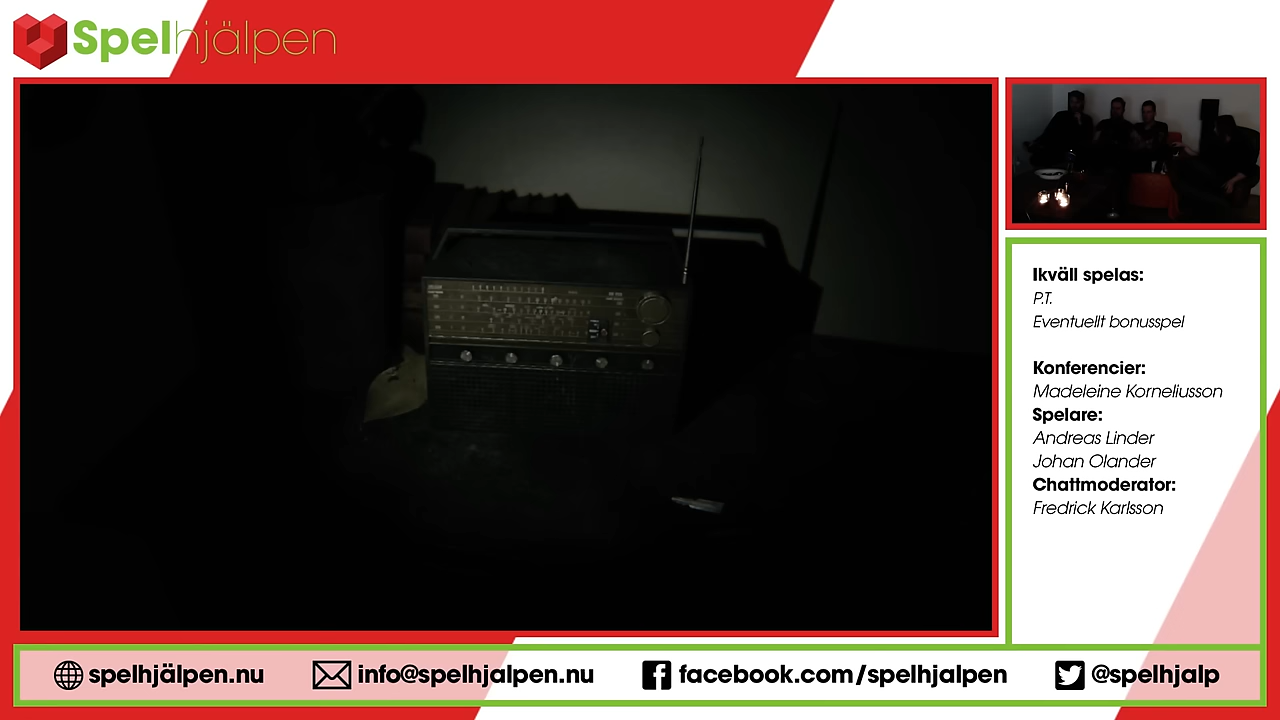 Spelhjälpen
Ikväll spelas:
P.T.
Eventuellt bonusspel
Konferencier:
Madeleine Korneliusson
Spelare:
Andreas Linder
Johan Olander
Chattmoderator:
Fredrick Karlsson
spelhjälpen.nu
info@spelhjalpen.nu
facebook.com/spelhjalpen
@spelhjalp